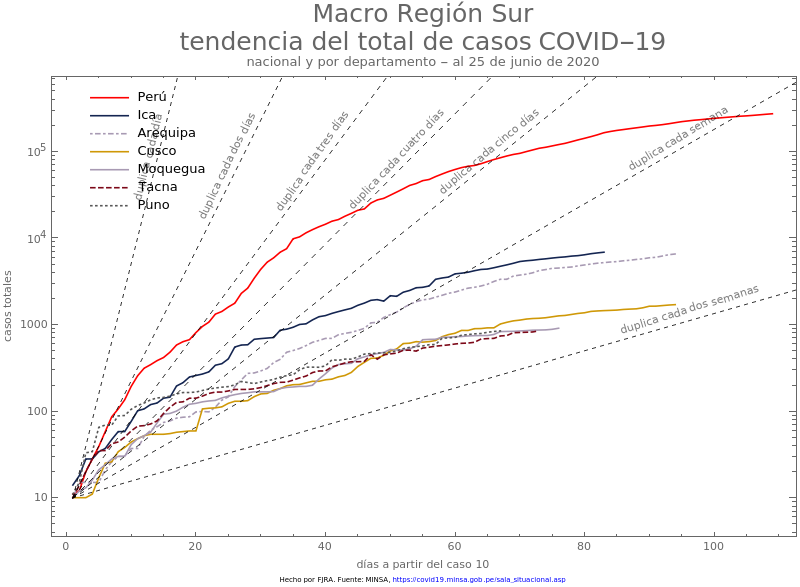 Macro Región Sur
tendencia del total de casos COVID–19
nacional y por departamento – al 25 de junio de 2020
Perú
Ica
Arequipa
Cusco
Moquegua
Tacna
Puno
duplica cada día
duplica cada dos días
duplica cada tres días
duplica cada cuatro días
duplica cada cinco días
duplica cada semana
duplica cada dos semanas
casos totales
10^5
10^4
1000
100
10
0 20 40 60 80 100
días a partir del caso 10
Hecho por FJRA. Fuente: MINSA, https://covid19.minsa.gob.pe/sala_situacional.asp